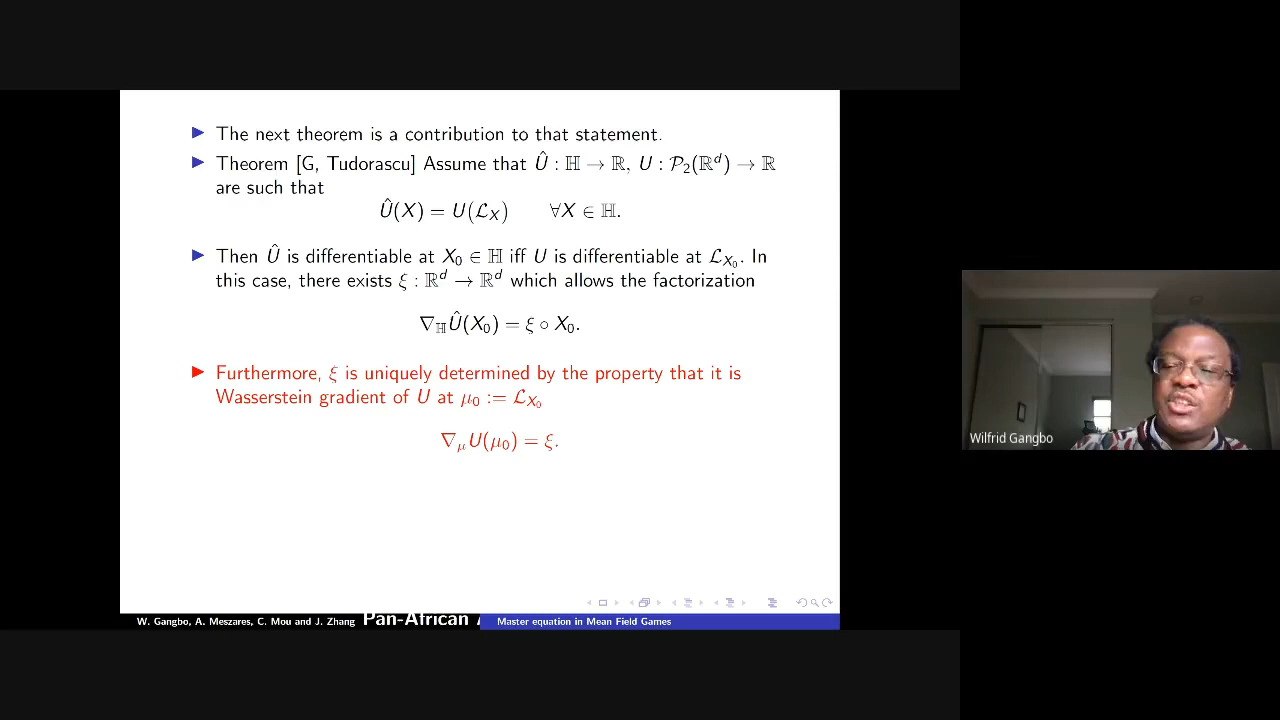 ▶ The next theorem is a contribution to that statement.
▶ Theorem [G, Tudorascu] Assume that Û : ℍ → ℝ, U : 𝒫₂(ℝᵈ) → ℝ
are such that
Û(X) = U(ℒ_X) ∀X ∈ ℍ.
▶ Then Û is differentiable at X₀ ∈ ℍ iff U is differentiable at ℒ_{X₀}. In
this case, there exists ξ : ℝᵈ → ℝᵈ which allows the factorization
∇_ℍ Û(X₀) = ξ ∘ X₀.
▶ Furthermore, ξ is uniquely determined by the property that it is
Wasserstein gradient of U at μ₀ := ℒ_{X₀}
∇_μ U(μ₀) = ξ.
Wilfrid Gangbo
W. Gangbo, A. Meszares, C. Mou and J. Zhang Pan-African Master equation in Mean Field Games